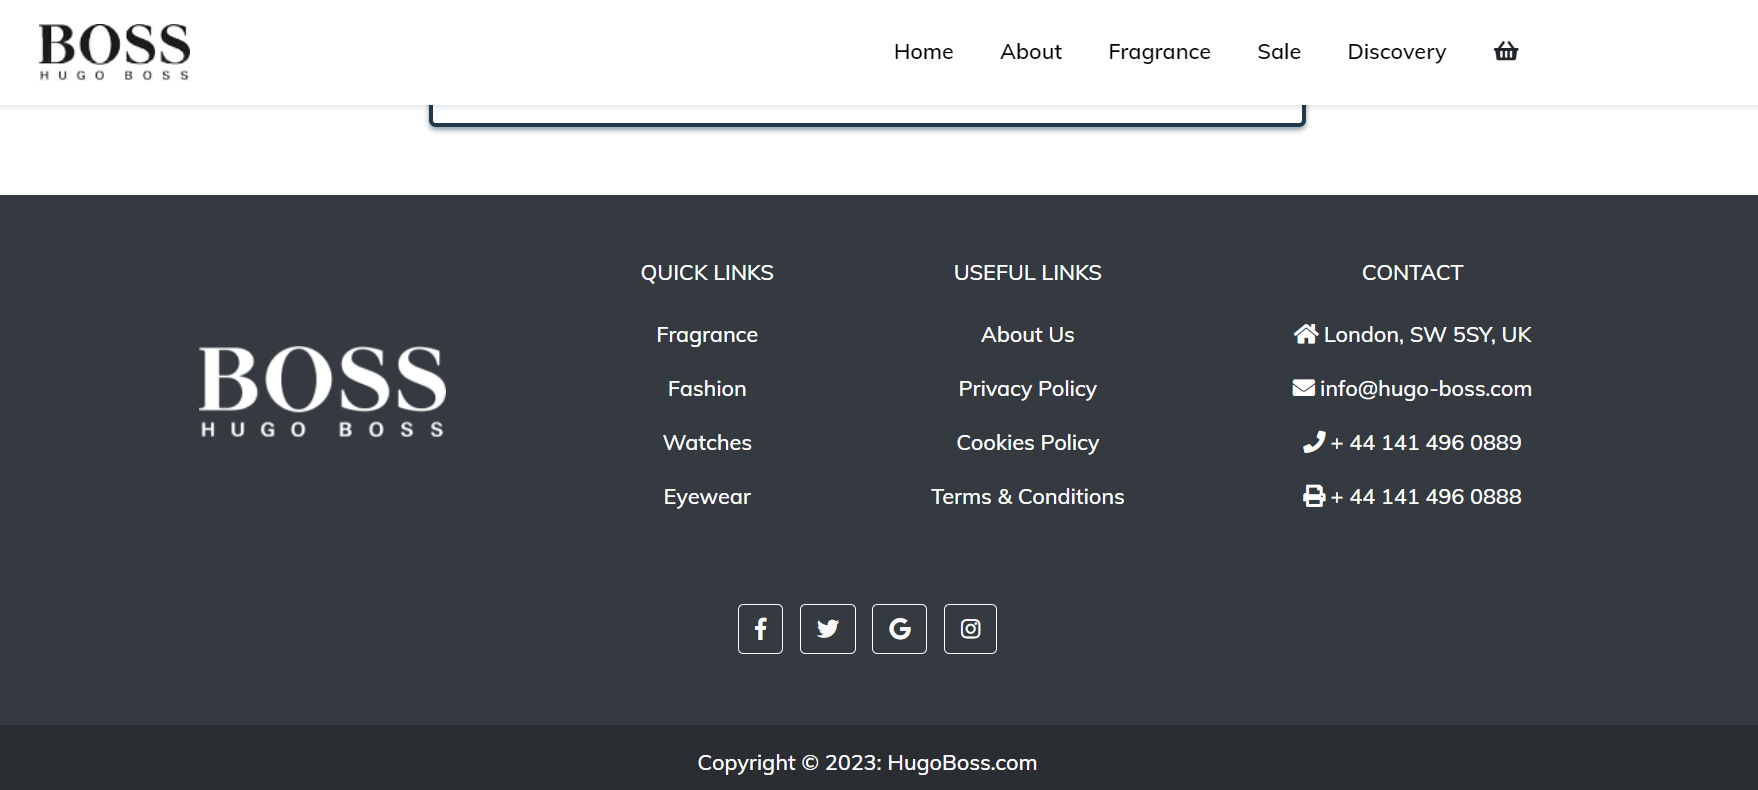 BOSS
HUGO BOSS
Home About Fragrance Sale Discovery
BOSS
HUGO BOSS
QUICK LINKS
Fragrance
Fashion
Watches
Eyewear
USEFUL LINKS
About Us
Privacy Policy
Cookies Policy
Terms & Conditions
CONTACT
London, SW 5SY, UK
info@hugo-boss.com
+ 44 141 496 0889
+ 44 141 496 0888
Copyright © 2023: HugoBoss.com